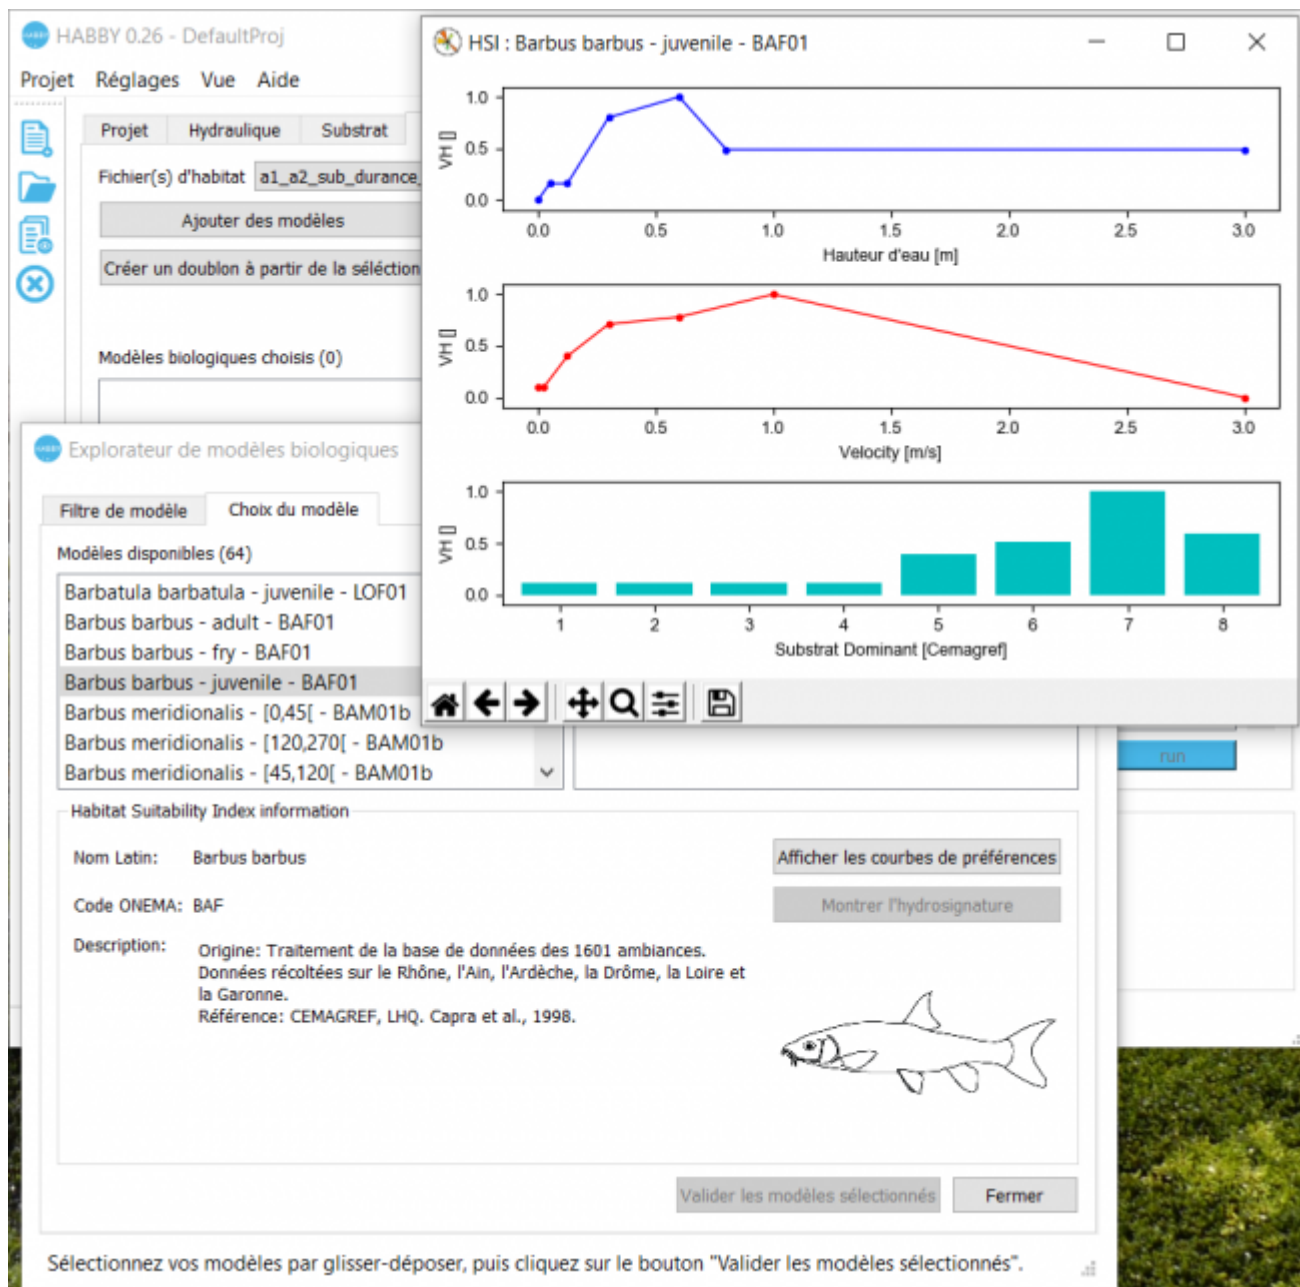 HABBY 0.26 - DefaultProj
Projet Réglages Vue Aide
Projet Hydraulique Substrat
Fichier(s) d'habitat a1_a2_sub_durance_
Ajouter des modèles
Créer un doublon à partir de la séléction
Modèles biologiques choisis (0)
HSI : Barbus barbus - juvenile - BAF01
1.0
0.5
0.0
VH []
0.0 0.5 1.0 1.5 2.0 2.5 3.0
Hauteur d'eau [m]
1.0
0.5
0.0
VH []
0.0 0.5 1.0 1.5 2.0 2.5 3.0
Velocity [m/s]
1.0
0.5
0.0
VH []
1 2 3 4 5 6 7 8
Substrat Dominant [Cemagref]
run
HABBY Explorateur de modèles biologiques
Filtre de modèle Choix du modèle
Modèles disponibles (64)
Barbatula barbatula - juvenile - LOF01
Barbus barbus - adult - BAF01
Barbus barbus - fry - BAF01
Barbus barbus - juvenile - BAF01
Barbus meridionalis - [0,45[ - BAM01b
Barbus meridionalis - [120,270[ - BAM01b
Barbus meridionalis - [45,120[ - BAM01b
Habitat Suitability Index information
Nom Latin: Barbus barbus
Afficher les courbes de préférences
Code ONEMA: BAF
Montrer l'hydrosignature
Description: Origine: Traitement de la base de données des 1601 ambiances.
Données récoltées sur le Rhône, l'Ain, l'Ardèche, la Drôme, la Loire et
la Garonne.
Référence: CEMAGREF, LHQ. Capra et al., 1998.
Valider les modèles sélectionnés Fermer
Sélectionnez vos modèles par glisser-déposer, puis cliquez sur le bouton "Valider les modèles sélectionnés".